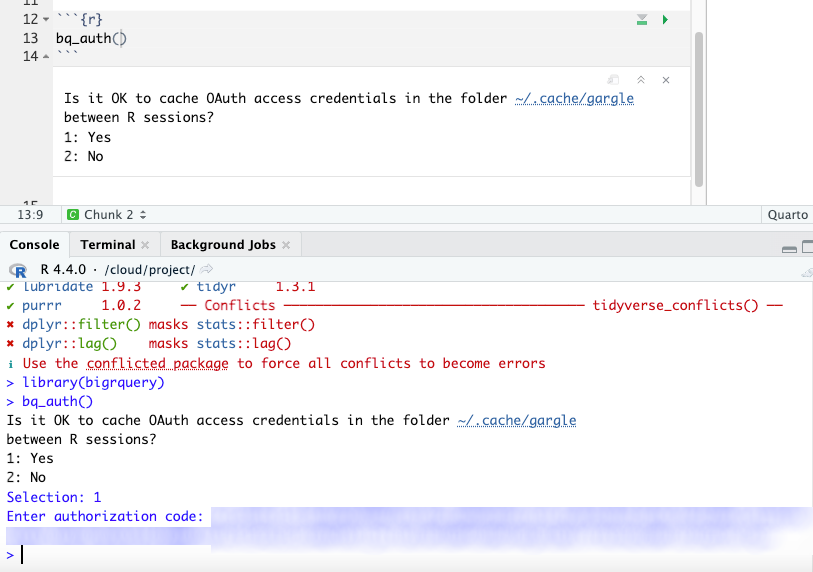 12 ```{r}
13 bq_auth()
14 ```
Is it OK to cache OAuth access credentials in the folder ~/.cache/gargle
between R sessions?
1: Yes
2: No
15
13:9 Chunk 2 Quarto
Console Terminal Background Jobs
R 4.4.0 · /cloud/project/
✔ lubridate 1.9.3 ✔ tidyr 1.3.1
✔ purrr 1.0.2 ── Conflicts ──────────────────────────────────── tidyverse_conflicts() ──
✖ dplyr::filter() masks stats::filter()
✖ dplyr::lag() masks stats::lag()
ℹ Use the conflicted package to force all conflicts to become errors
> library(bigrquery)
> bq_auth()
Is it OK to cache OAuth access credentials in the folder ~/.cache/gargle
between R sessions?
1: Yes
2: No
Selection: 1
Enter authorization code:
>